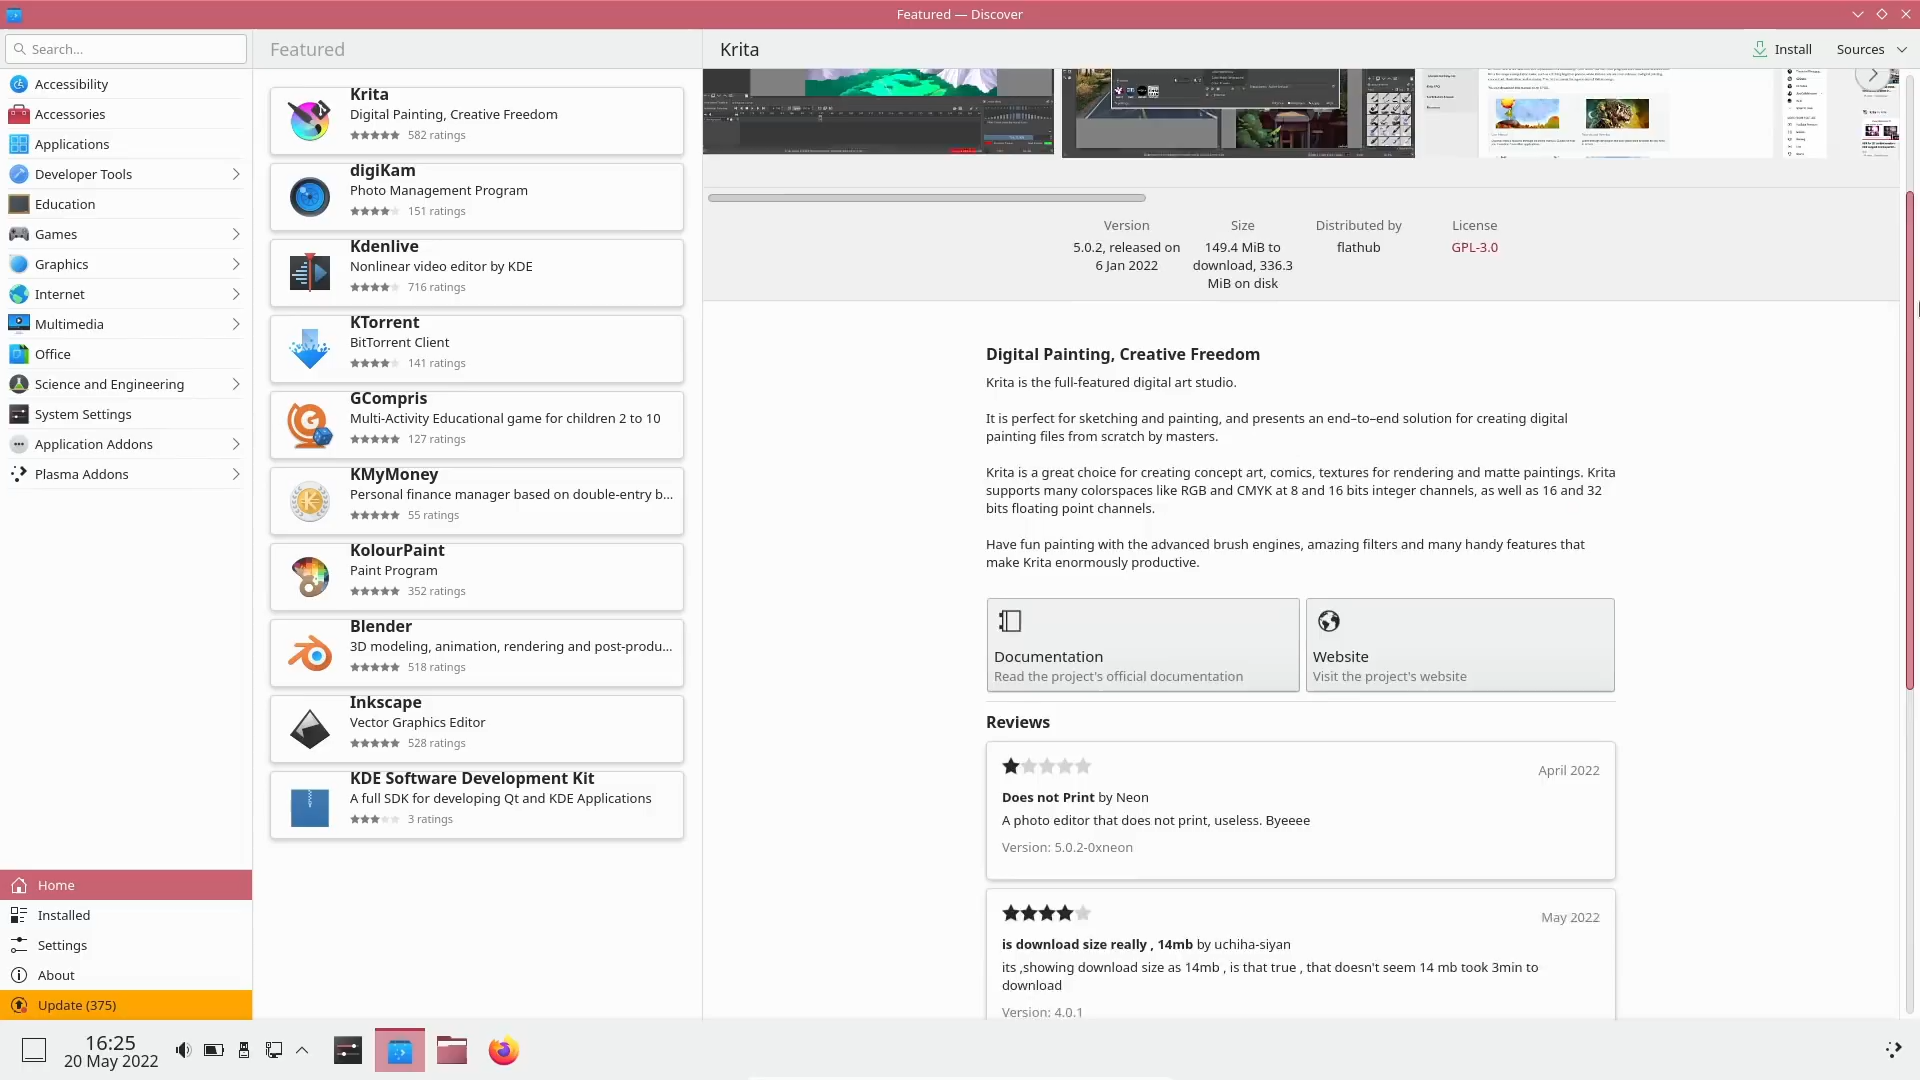 Featured — Discover
Search...
Featured
Krita
Install
Sources
Accessibility
Accessories
Applications
Developer Tools
Education
Games
Graphics
Internet
Multimedia
Office
Science and Engineering
System Settings
Application Addons
Plasma Addons
Home
Installed
Settings
About
Update (375)
Krita
Digital Painting, Creative Freedom
582 ratings
digiKam
Photo Management Program
151 ratings
Kdenlive
Nonlinear video editor by KDE
716 ratings
KTorrent
BitTorrent Client
141 ratings
GCompris
Multi-Activity Educational game for children 2 to 10
127 ratings
KMyMoney
Personal finance manager based on double-entry b...
55 ratings
KolourPaint
Paint Program
352 ratings
Blender
3D modeling, animation, rendering and post-produ...
518 ratings
Inkscape
Vector Graphics Editor
528 ratings
KDE Software Development Kit
A full SDK for developing Qt and KDE Applications
3 ratings
Version
5.0.2, released on
6 Jan 2022
Size
149.4 MiB to
download, 336.3
MiB on disk
Distributed by
flathub
License
GPL-3.0
Digital Painting, Creative Freedom
Krita is the full-featured digital art studio.
It is perfect for sketching and painting, and presents an end–to–end solution for creating digital
painting files from scratch by masters.
Krita is a great choice for creating concept art, comics, textures for rendering and matte paintings. Krita
supports many colorspaces like RGB and CMYK at 8 and 16 bits integer channels, as well as 16 and 32
bits floating point channels.
Have fun painting with the advanced brush engines, amazing filters and many handy features that
make Krita enormously productive.
Documentation
Read the project's official documentation
Website
Visit the project's website
Reviews
April 2022
Does not Print by Neon
A photo editor that does not print, useless. Byeeee
Version: 5.0.2-0xneon
May 2022
is download size really , 14mb by uchiha-siyan
its ,showing download size as 14mb , is that true , that doesn't seem 14 mb took 3min to
download
Version: 4.0.1
16:25
20 May 2022